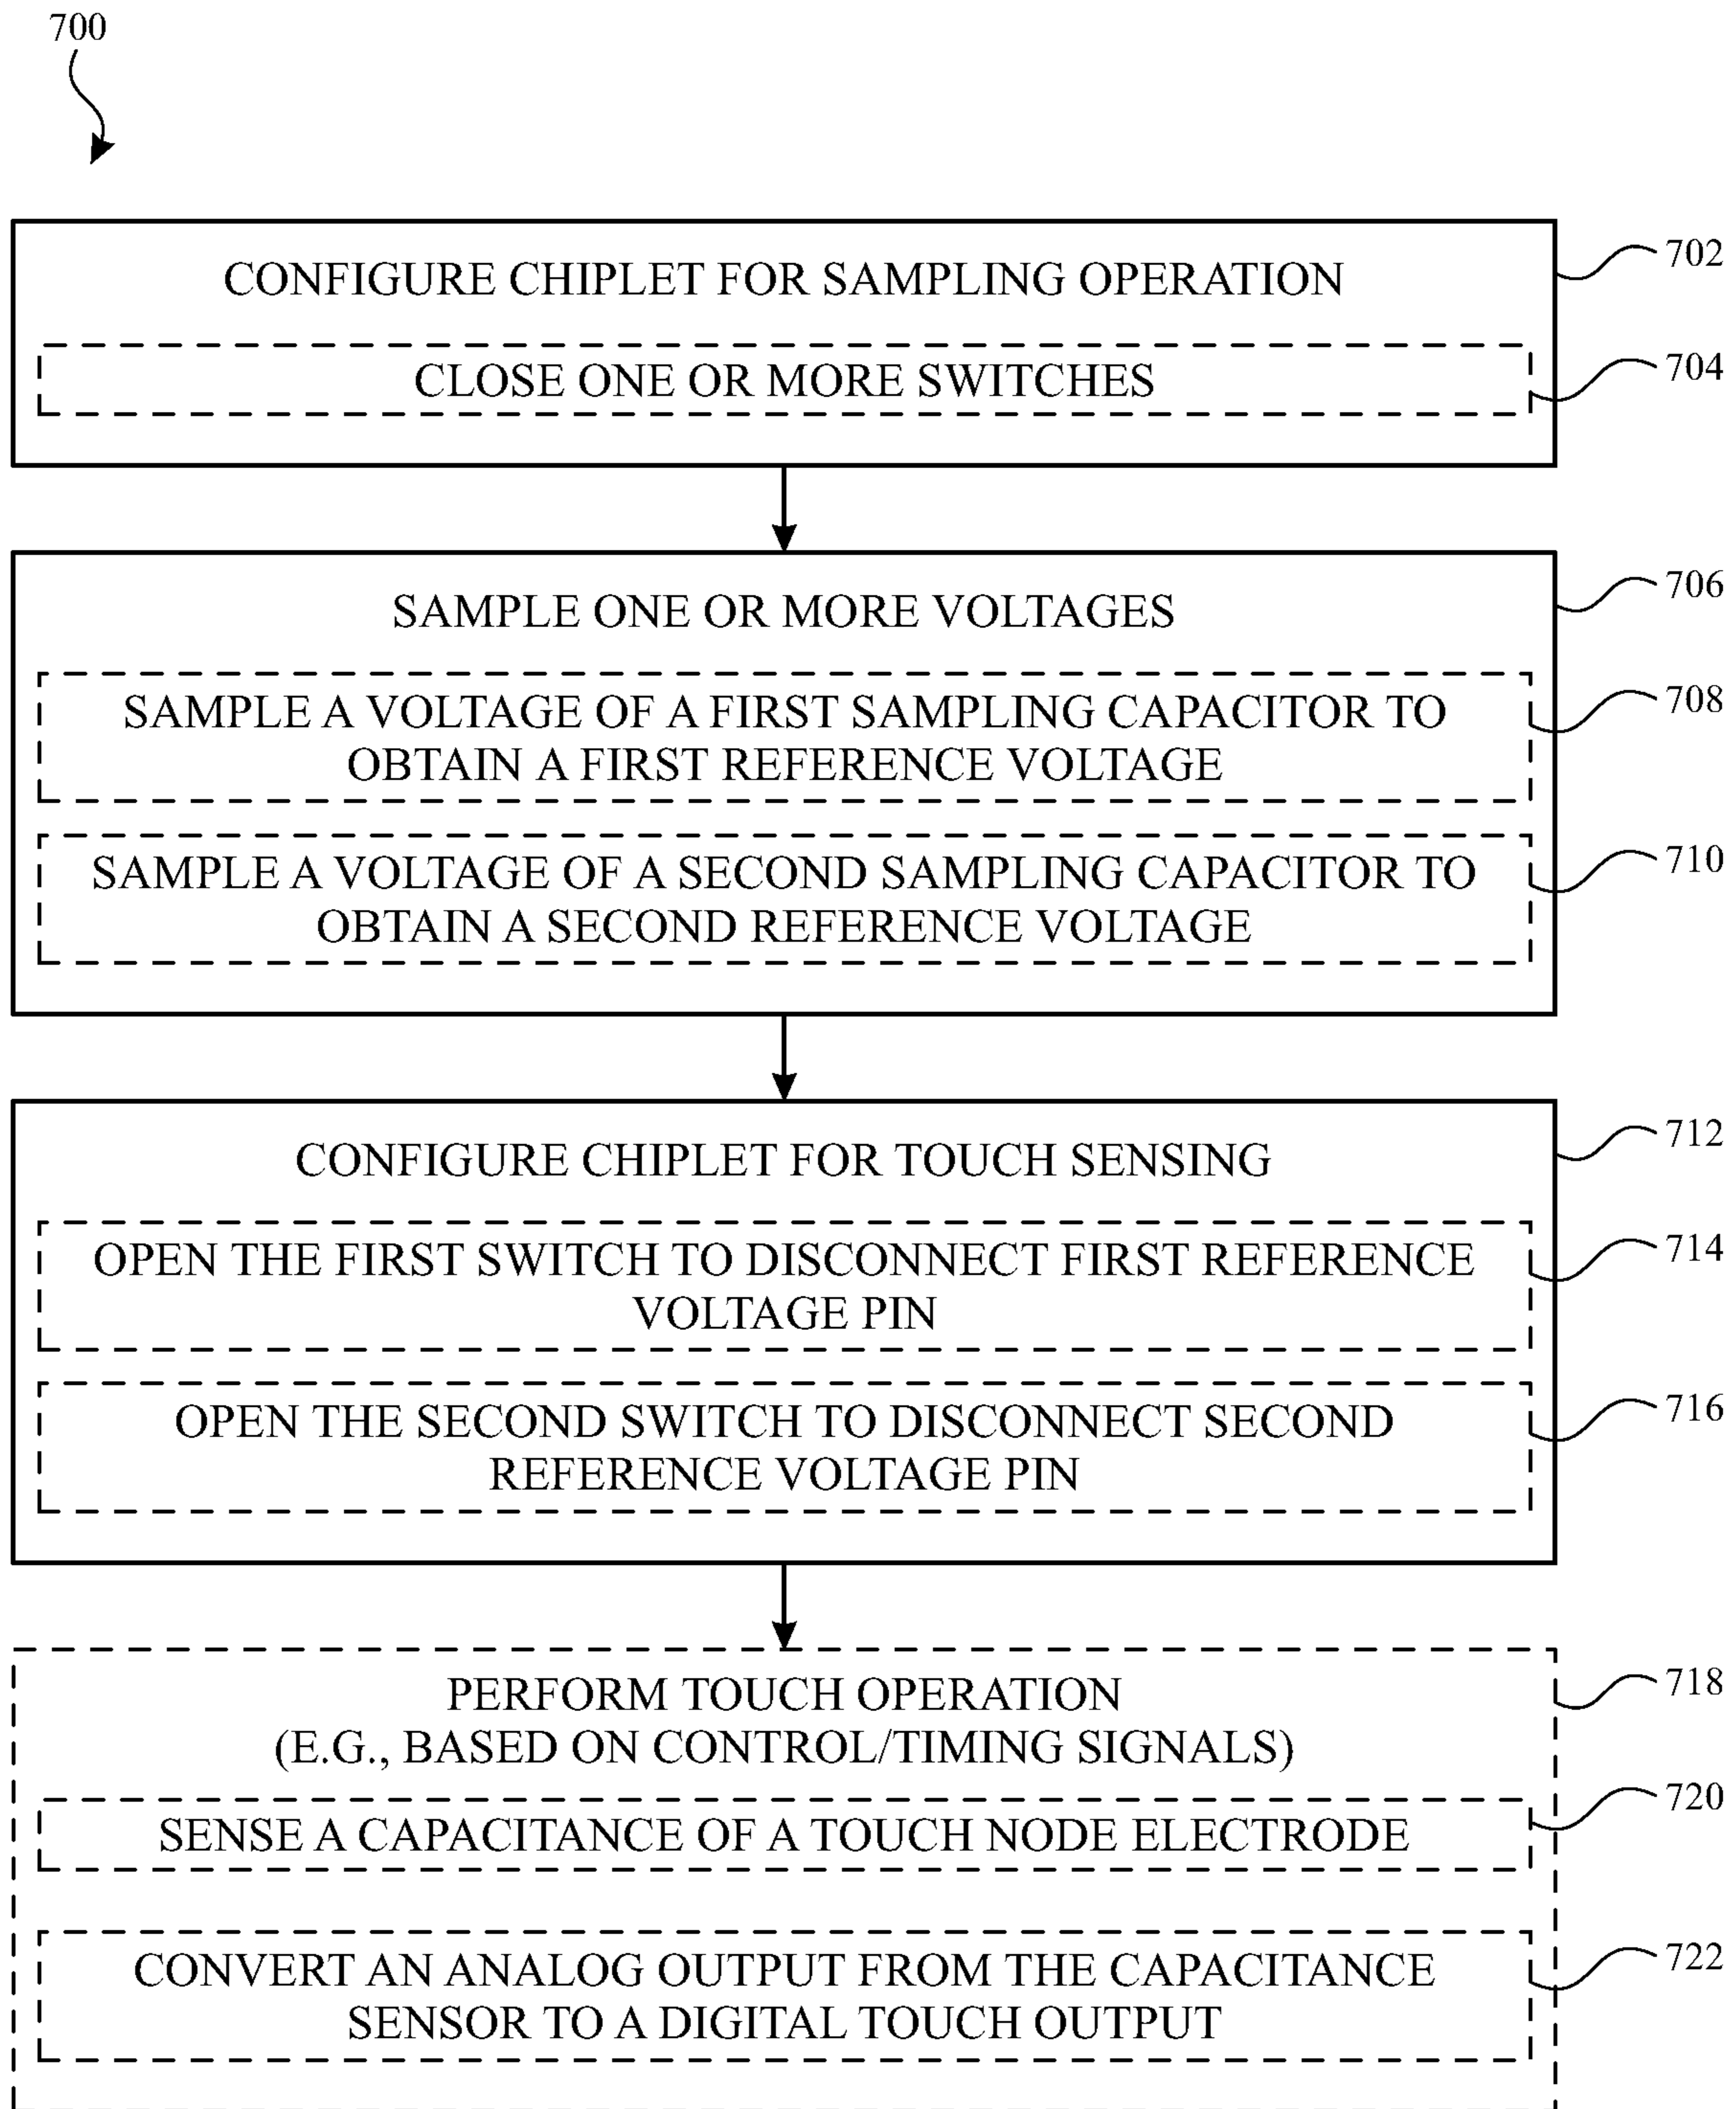 700
CONFIGURE CHIPLET FOR SAMPLING OPERATION
702
CLOSE ONE OR MORE SWITCHES
704
SAMPLE ONE OR MORE VOLTAGES
706
SAMPLE A VOLTAGE OF A FIRST SAMPLING CAPACITOR TO
OBTAIN A FIRST REFERENCE VOLTAGE
708
SAMPLE A VOLTAGE OF A SECOND SAMPLING CAPACITOR TO
OBTAIN A SECOND REFERENCE VOLTAGE
710
CONFIGURE CHIPLET FOR TOUCH SENSING
712
OPEN THE FIRST SWITCH TO DISCONNECT FIRST REFERENCE
VOLTAGE PIN
714
OPEN THE SECOND SWITCH TO DISCONNECT SECOND
REFERENCE VOLTAGE PIN
716
PERFORM TOUCH OPERATION
(E.G., BASED ON CONTROL/TIMING SIGNALS)
718
SENSE A CAPACITANCE OF A TOUCH NODE ELECTRODE
720
CONVERT AN ANALOG OUTPUT FROM THE CAPACITANCE
SENSOR TO A DIGITAL TOUCH OUTPUT
722